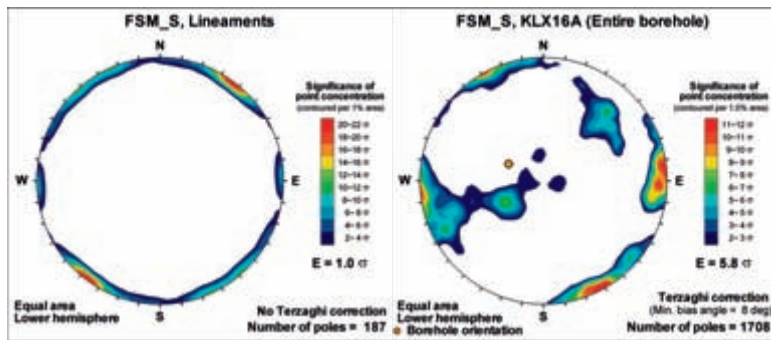 FSM_S, Lineaments
N
Significance of
point concentration
(contoured per 1% area)
20~22 σ
18~20 σ
16~18 σ
14~16 σ
12~14 σ
10~12 σ
8~10 σ
6~8 σ
4~6 σ
2~4 σ
W
E
E = 1.0 σ
Equal area
Lower hemisphere
S
No Terzaghi correction
Number of poles = 187
FSM_S, KLX16A (Entire borehole)
N
Significance of
point concentration
(contoured per 1.0% area)
11~12 σ
10~11 σ
9~10 σ
8~9 σ
7~8 σ
6~7 σ
5~6 σ
4~5 σ
3~4 σ
2~3 σ
W
E
E = 5.8 σ
Equal area
Lower hemisphere
Borehole orientation
S
Terzaghi correction
(Min. bias angle = 8 deg)
Number of poles = 1708